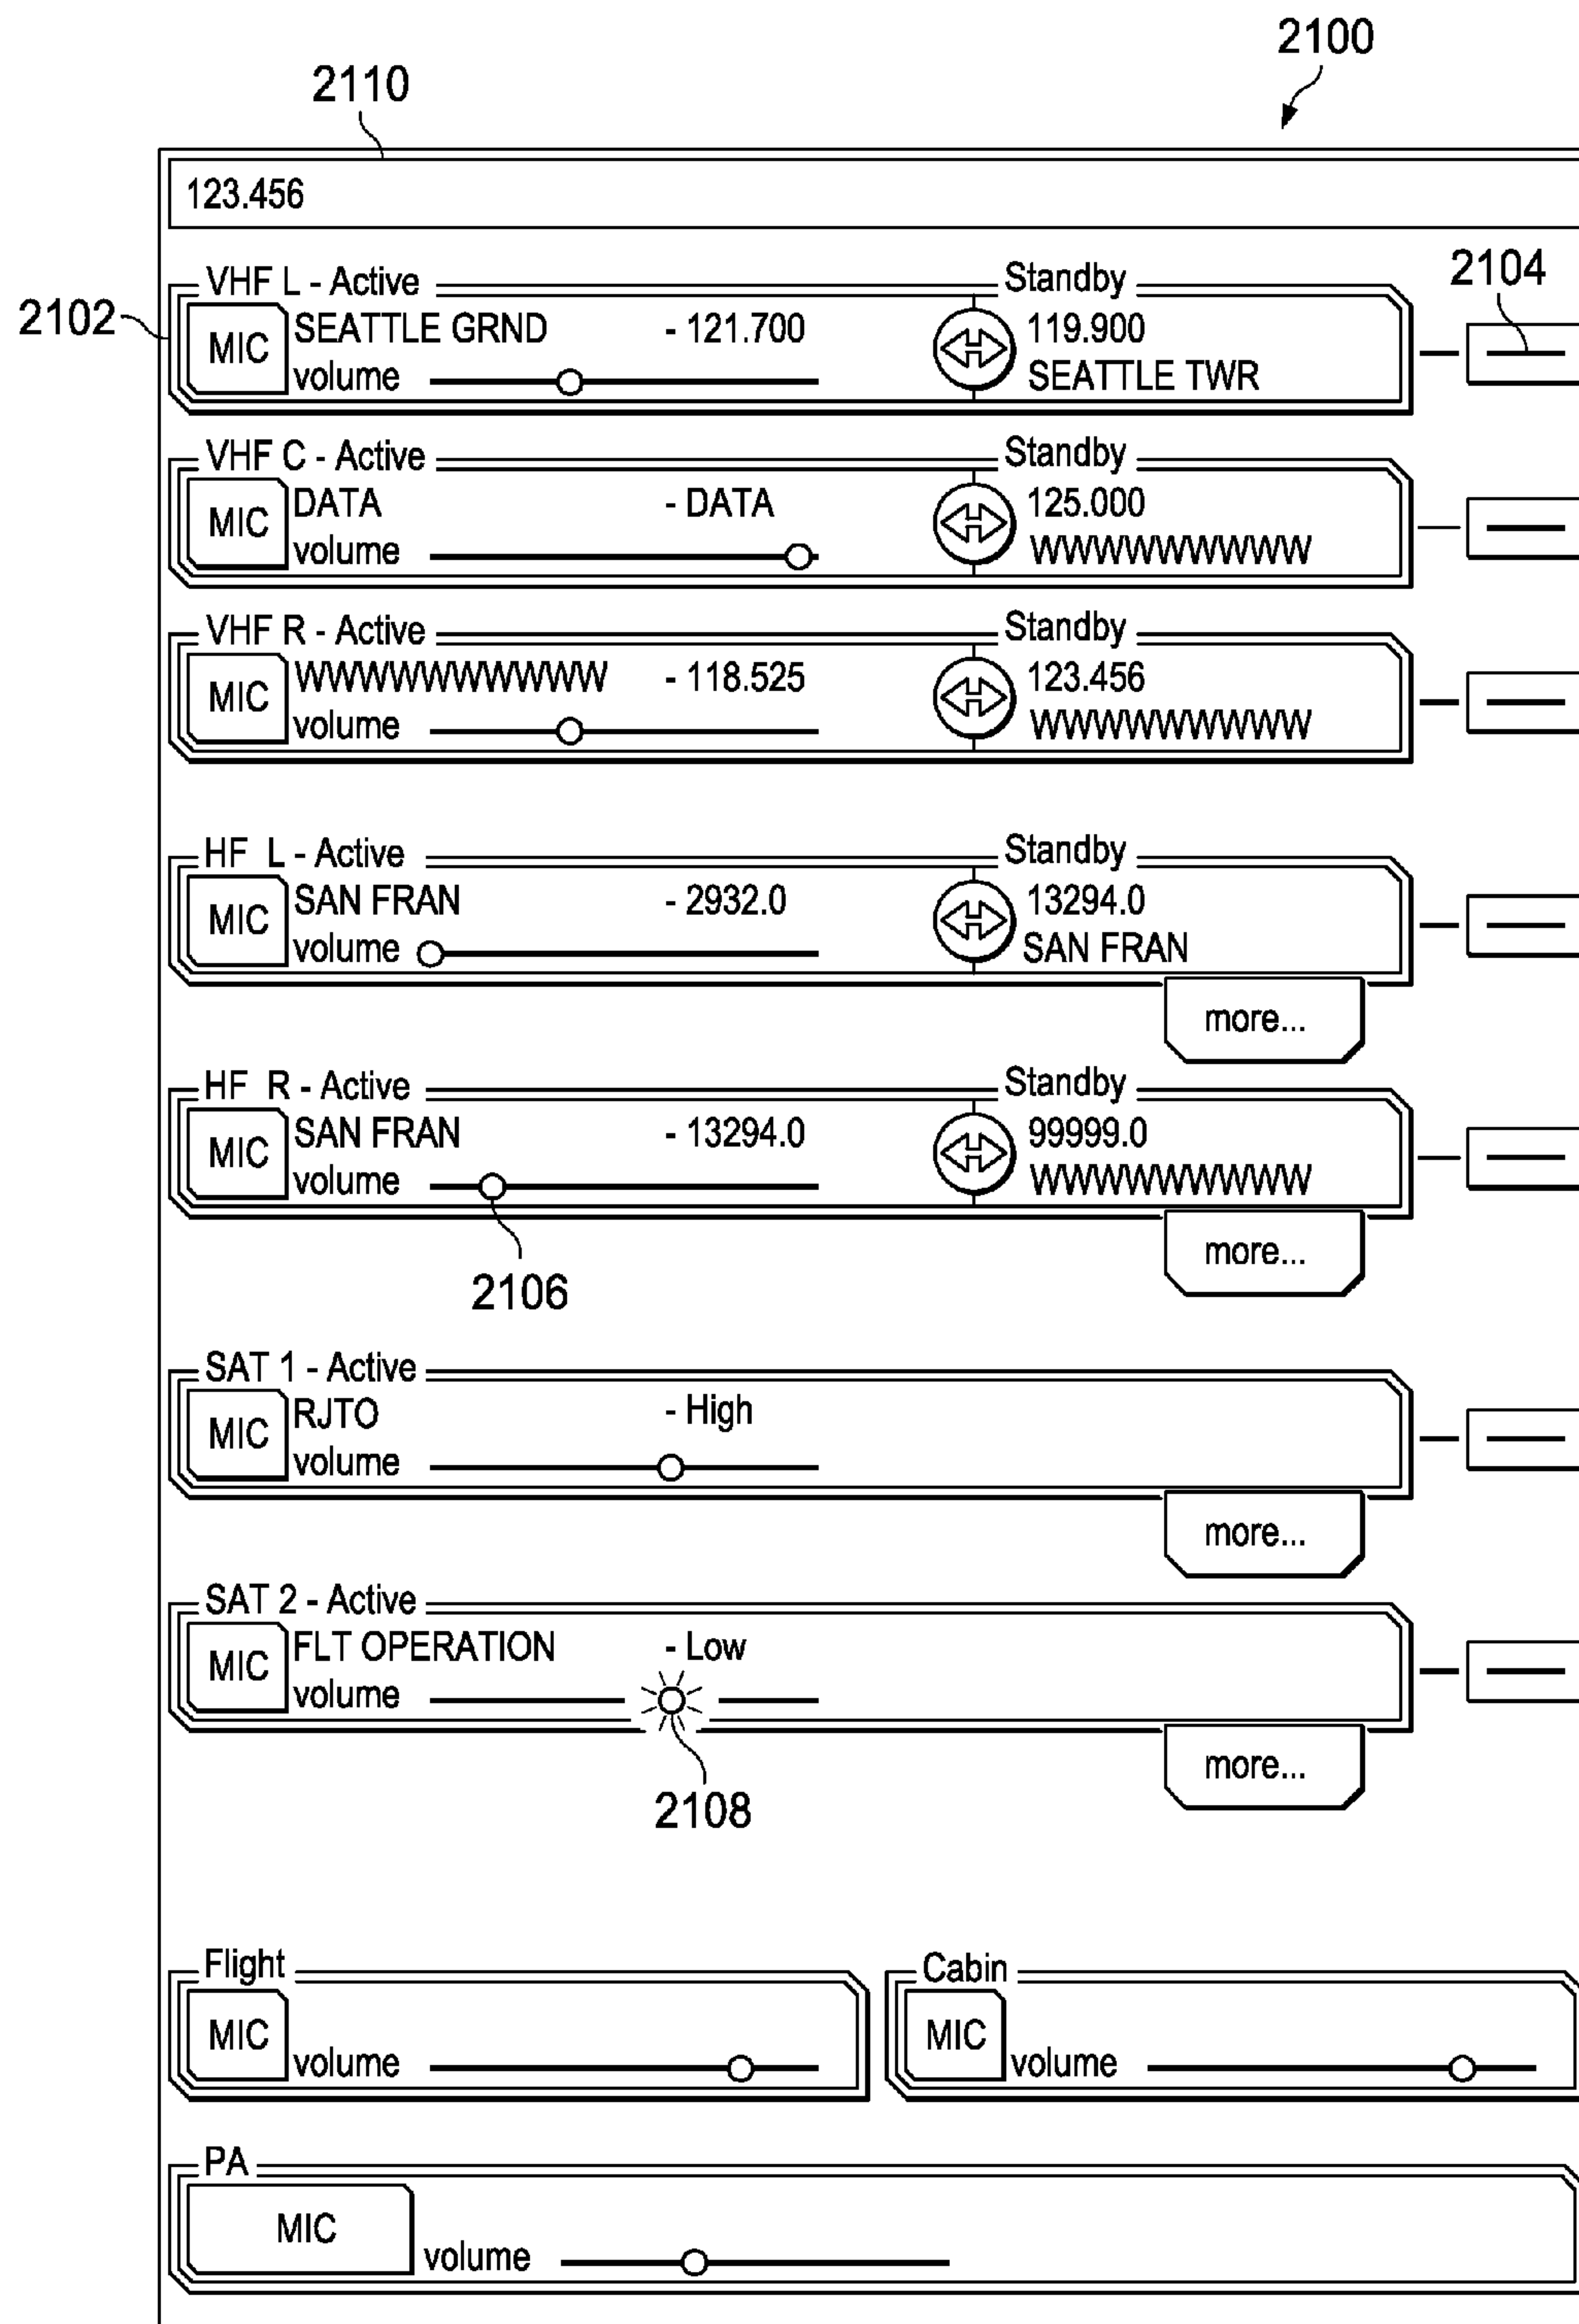 2100
2110
123.456
2102
2104
VHF L - Active
Standby
MIC
SEATTLE GRND - 121.700
119.900
volume
SEATTLE TWR
VHF C - Active
Standby
MIC
DATA - DATA
125.000
volume
WWWWWWWWWW
VHF R - Active
Standby
MIC
WWWWWWWWWWW - 118.525
123.456
volume
WWWWWWWWWW
HF L - Active
Standby
MIC
SAN FRAN - 2932.0
13294.0
volume
SAN FRAN
more...
HF R - Active
Standby
MIC
SAN FRAN - 13294.0
99999.0
volume
WWWWWWWWWW
more...
2106
SAT 1 - Active
MIC
RJTO - High
volume
more...
SAT 2 - Active
MIC
FLT OPERATION - Low
volume
more...
2108
Flight
MIC
volume
Cabin
MIC
volume
PA
MIC
volume